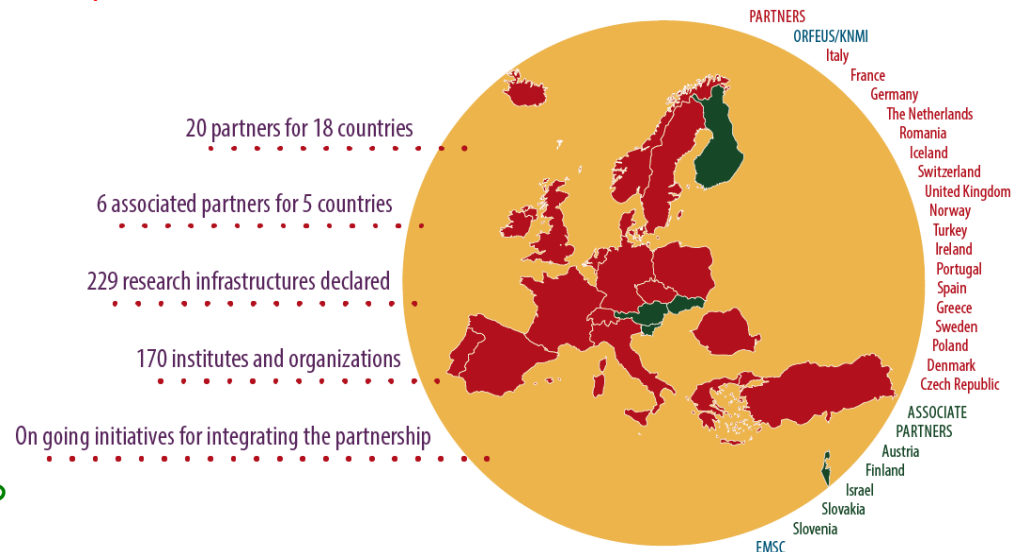 20 partners for 18 countries
6 associated partners for 5 countries
229 research infrastructures declared
170 institutes and organizations
On going initiatives for integrating the partnership
PARTNERS
ORFEUS/KNMI
Italy
France
Germany
The Netherlands
Romania
Iceland
Switzerland
United Kingdom
Norway
Turkey
Ireland
Portugal
Spain
Greece
Sweden
Poland
Denmark
Czech Republic
ASSOCIATE
PARTNERS
Austria
Finland
Israel
Slovakia
Slovenia
EMSC